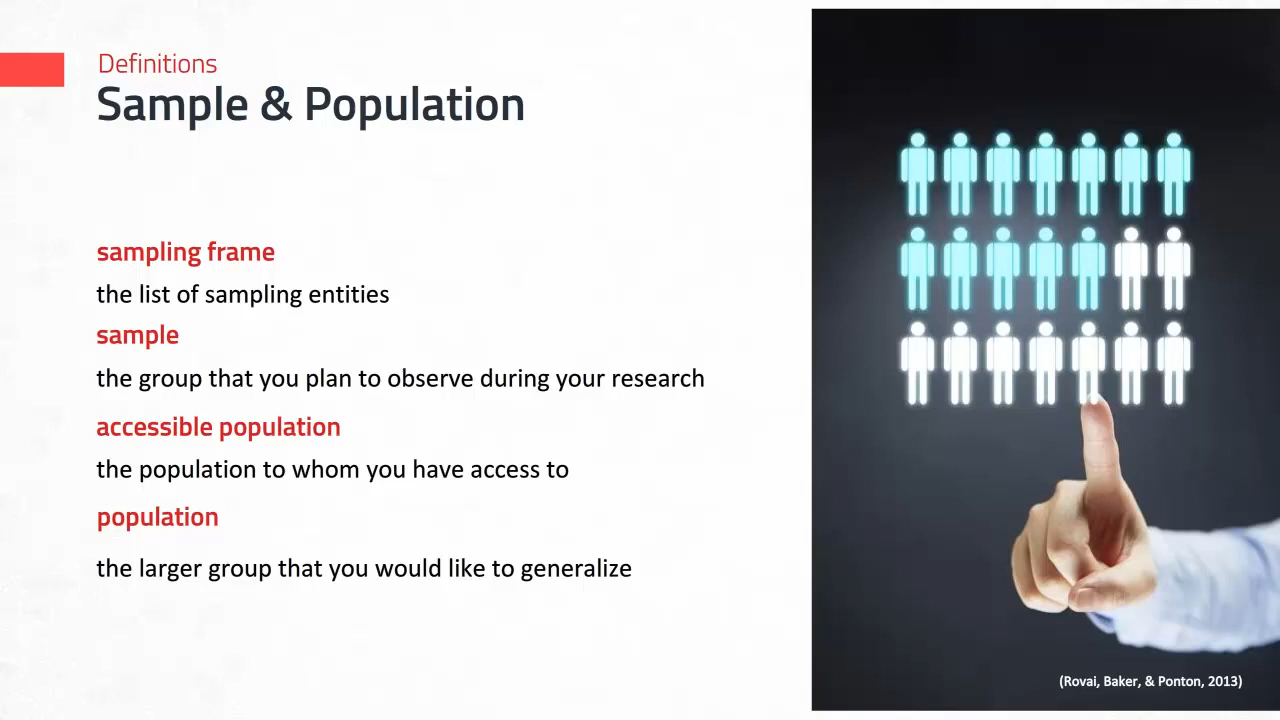 Definitions
Sample & Population
sampling frame
the list of sampling entities
sample
the group that you plan to observe during your research
accessible population
the population to whom you have access to
population
the larger group that you would like to generalize
(Rovai, Baker, & Ponton, 2013)